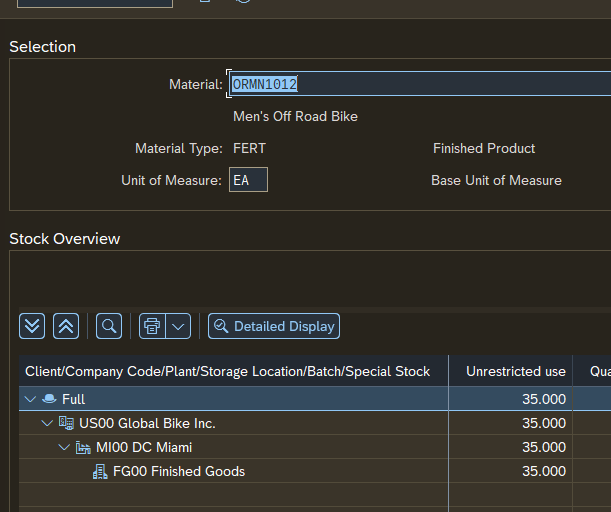 Selection
Material: ORMN1012
Men's Off Road Bike
Material Type: FERT Finished Product
Unit of Measure: EA Base Unit of Measure
Stock Overview
Detailed Display
Client/Company Code/Plant/Storage Location/Batch/Special Stock Unrestricted use Qua
Full 35.000
US00 Global Bike Inc. 35.000
MI00 DC Miami 35.000
FG00 Finished Goods 35.000